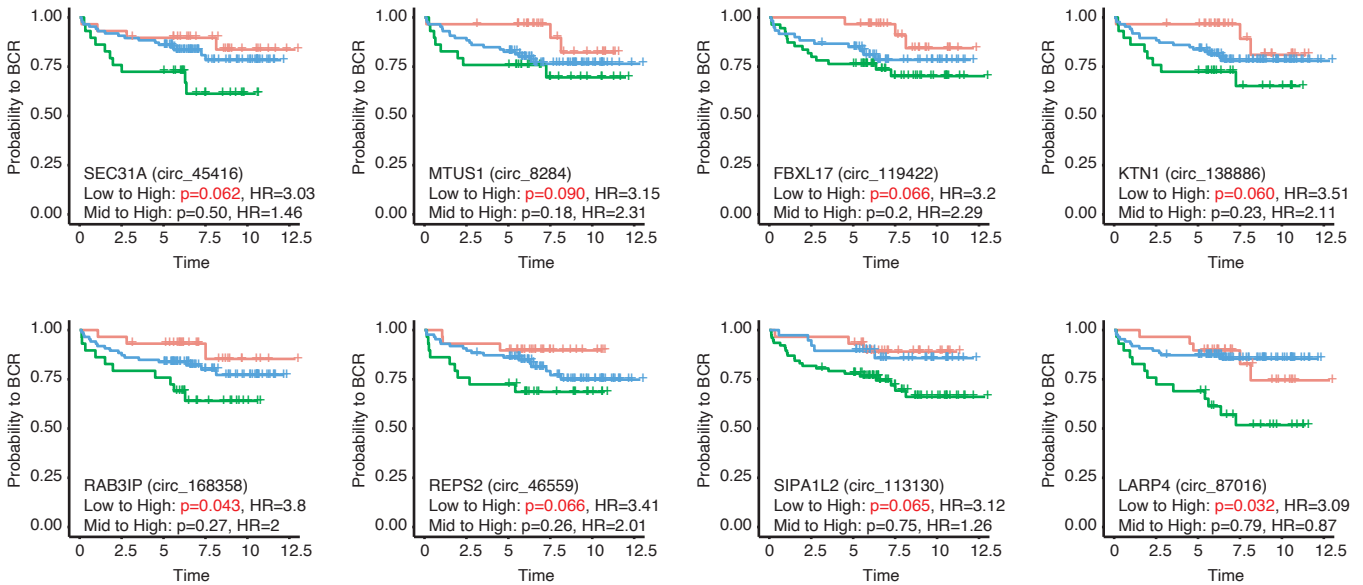 1.00
0.75
0.50
0.25
0.00
Probability to BCR
SEC31A (circ_45416)
Low to High: p=0.062, HR=3.03
Mid to High: p=0.50, HR=1.46
0 2.5 5 7.5 10 12.5
Time
1.00
0.75
0.50
0.25
0.00
Probability to BCR
MTUS1 (circ_8284)
Low to High: p=0.090, HR=3.15
Mid to High: p=0.18, HR=2.31
0 2.5 5 7.5 10 12.5
Time
1.00
0.75
0.50
0.25
0.00
Probability to BCR
FBXL17 (circ_119422)
Low to High: p=0.066, HR=3.2
Mid to High: p=0.2, HR=2.29
0 2.5 5 7.5 10 12.5
Time
1.00
0.75
0.50
0.25
0.00
Probability to BCR
KTN1 (circ_138886)
Low to High: p=0.060, HR=3.51
Mid to High: p=0.23, HR=2.11
0 2.5 5 7.5 10 12.5
Time
1.00
0.75
0.50
0.25
0.00
Probability to BCR
RAB3IP (circ_168358)
Low to High: p=0.043, HR=3.8
Mid to High: p=0.27, HR=2
0 2.5 5 7.5 10 12.5
Time
1.00
0.75
0.50
0.25
0.00
Probability to BCR
REPS2 (circ_46559)
Low to High: p=0.066, HR=3.41
Mid to High: p=0.26, HR=2.01
0 2.5 5 7.5 10 12.5
Time
1.00
0.75
0.50
0.25
0.00
Probability to BCR
SIPA1L2 (circ_113130)
Low to High: p=0.065, HR=3.12
Mid to High: p=0.75, HR=1.26
0 2.5 5 7.5 10 12.5
Time
1.00
0.75
0.50
0.25
0.00
Probability to BCR
LARP4 (circ_87016)
Low to High: p=0.032, HR=3.09
Mid to High: p=0.79, HR=0.87
0 2.5 5 7.5 10 12.5
Time